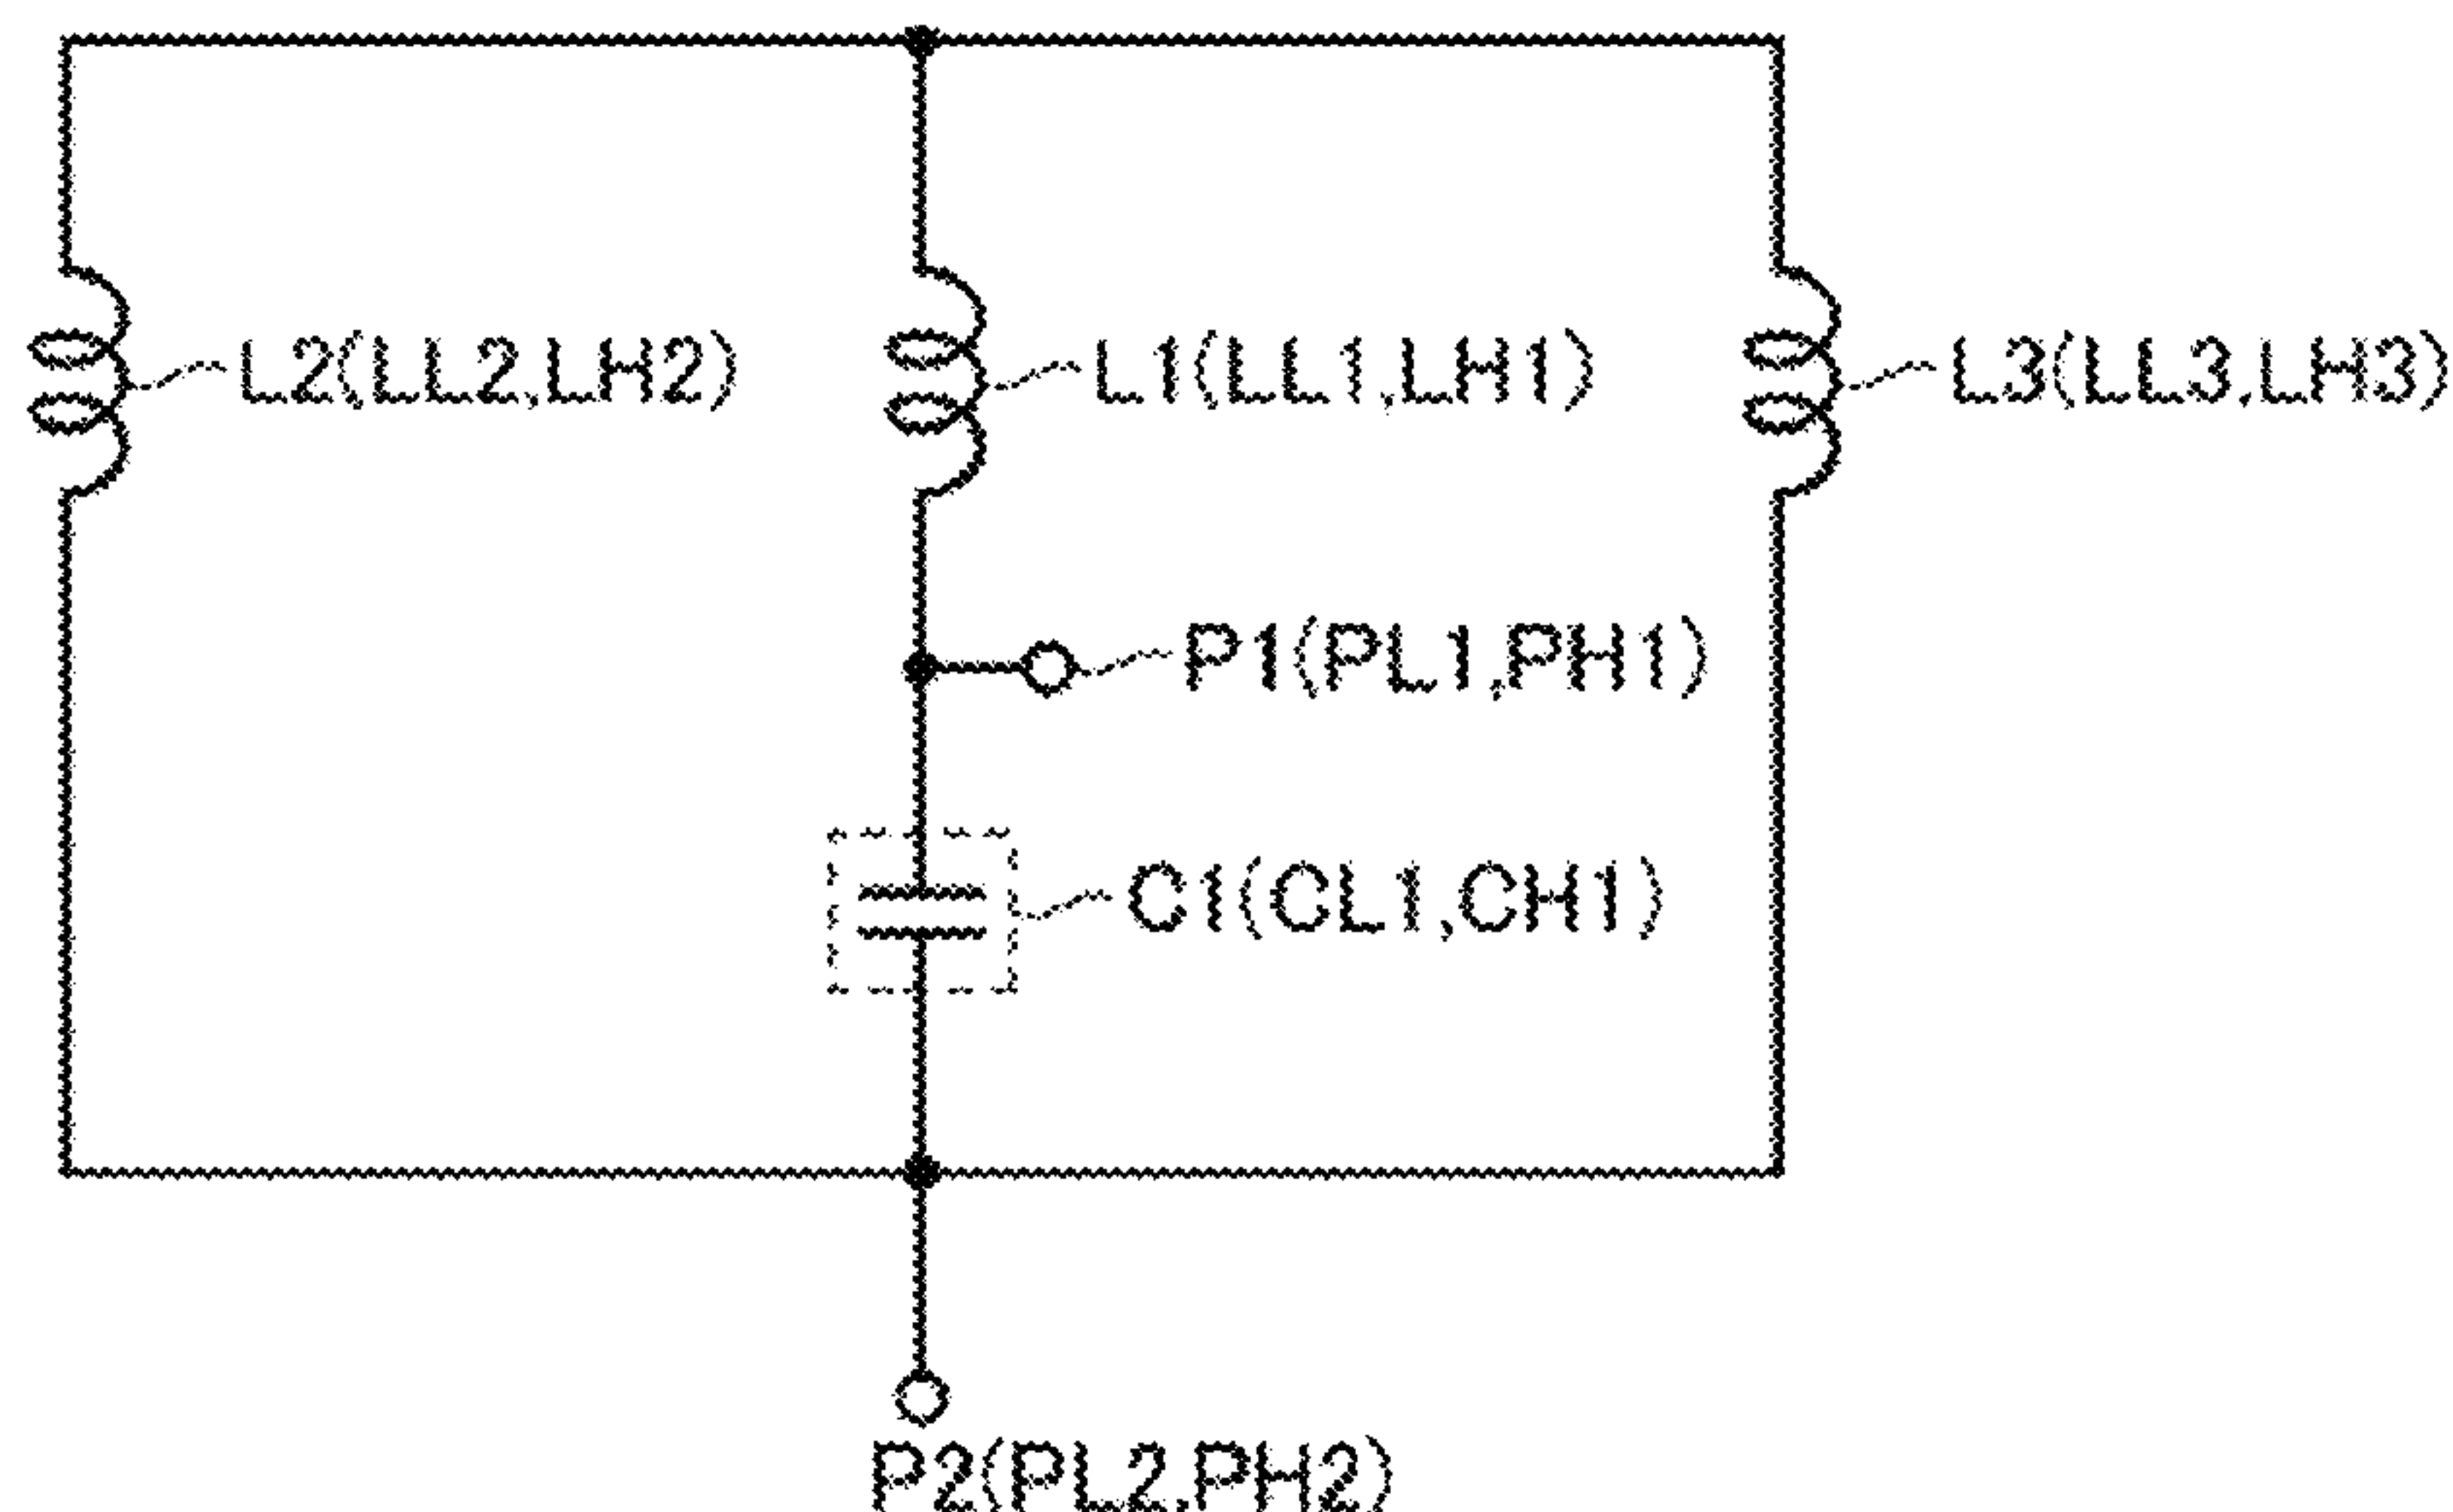 L2(LL2,LH2)
L1(LL1,LH1)
L3(LL3,LH3)
P1(PL1,PH1)
C1(CL1,CH1)
P2(PL2,PH2)